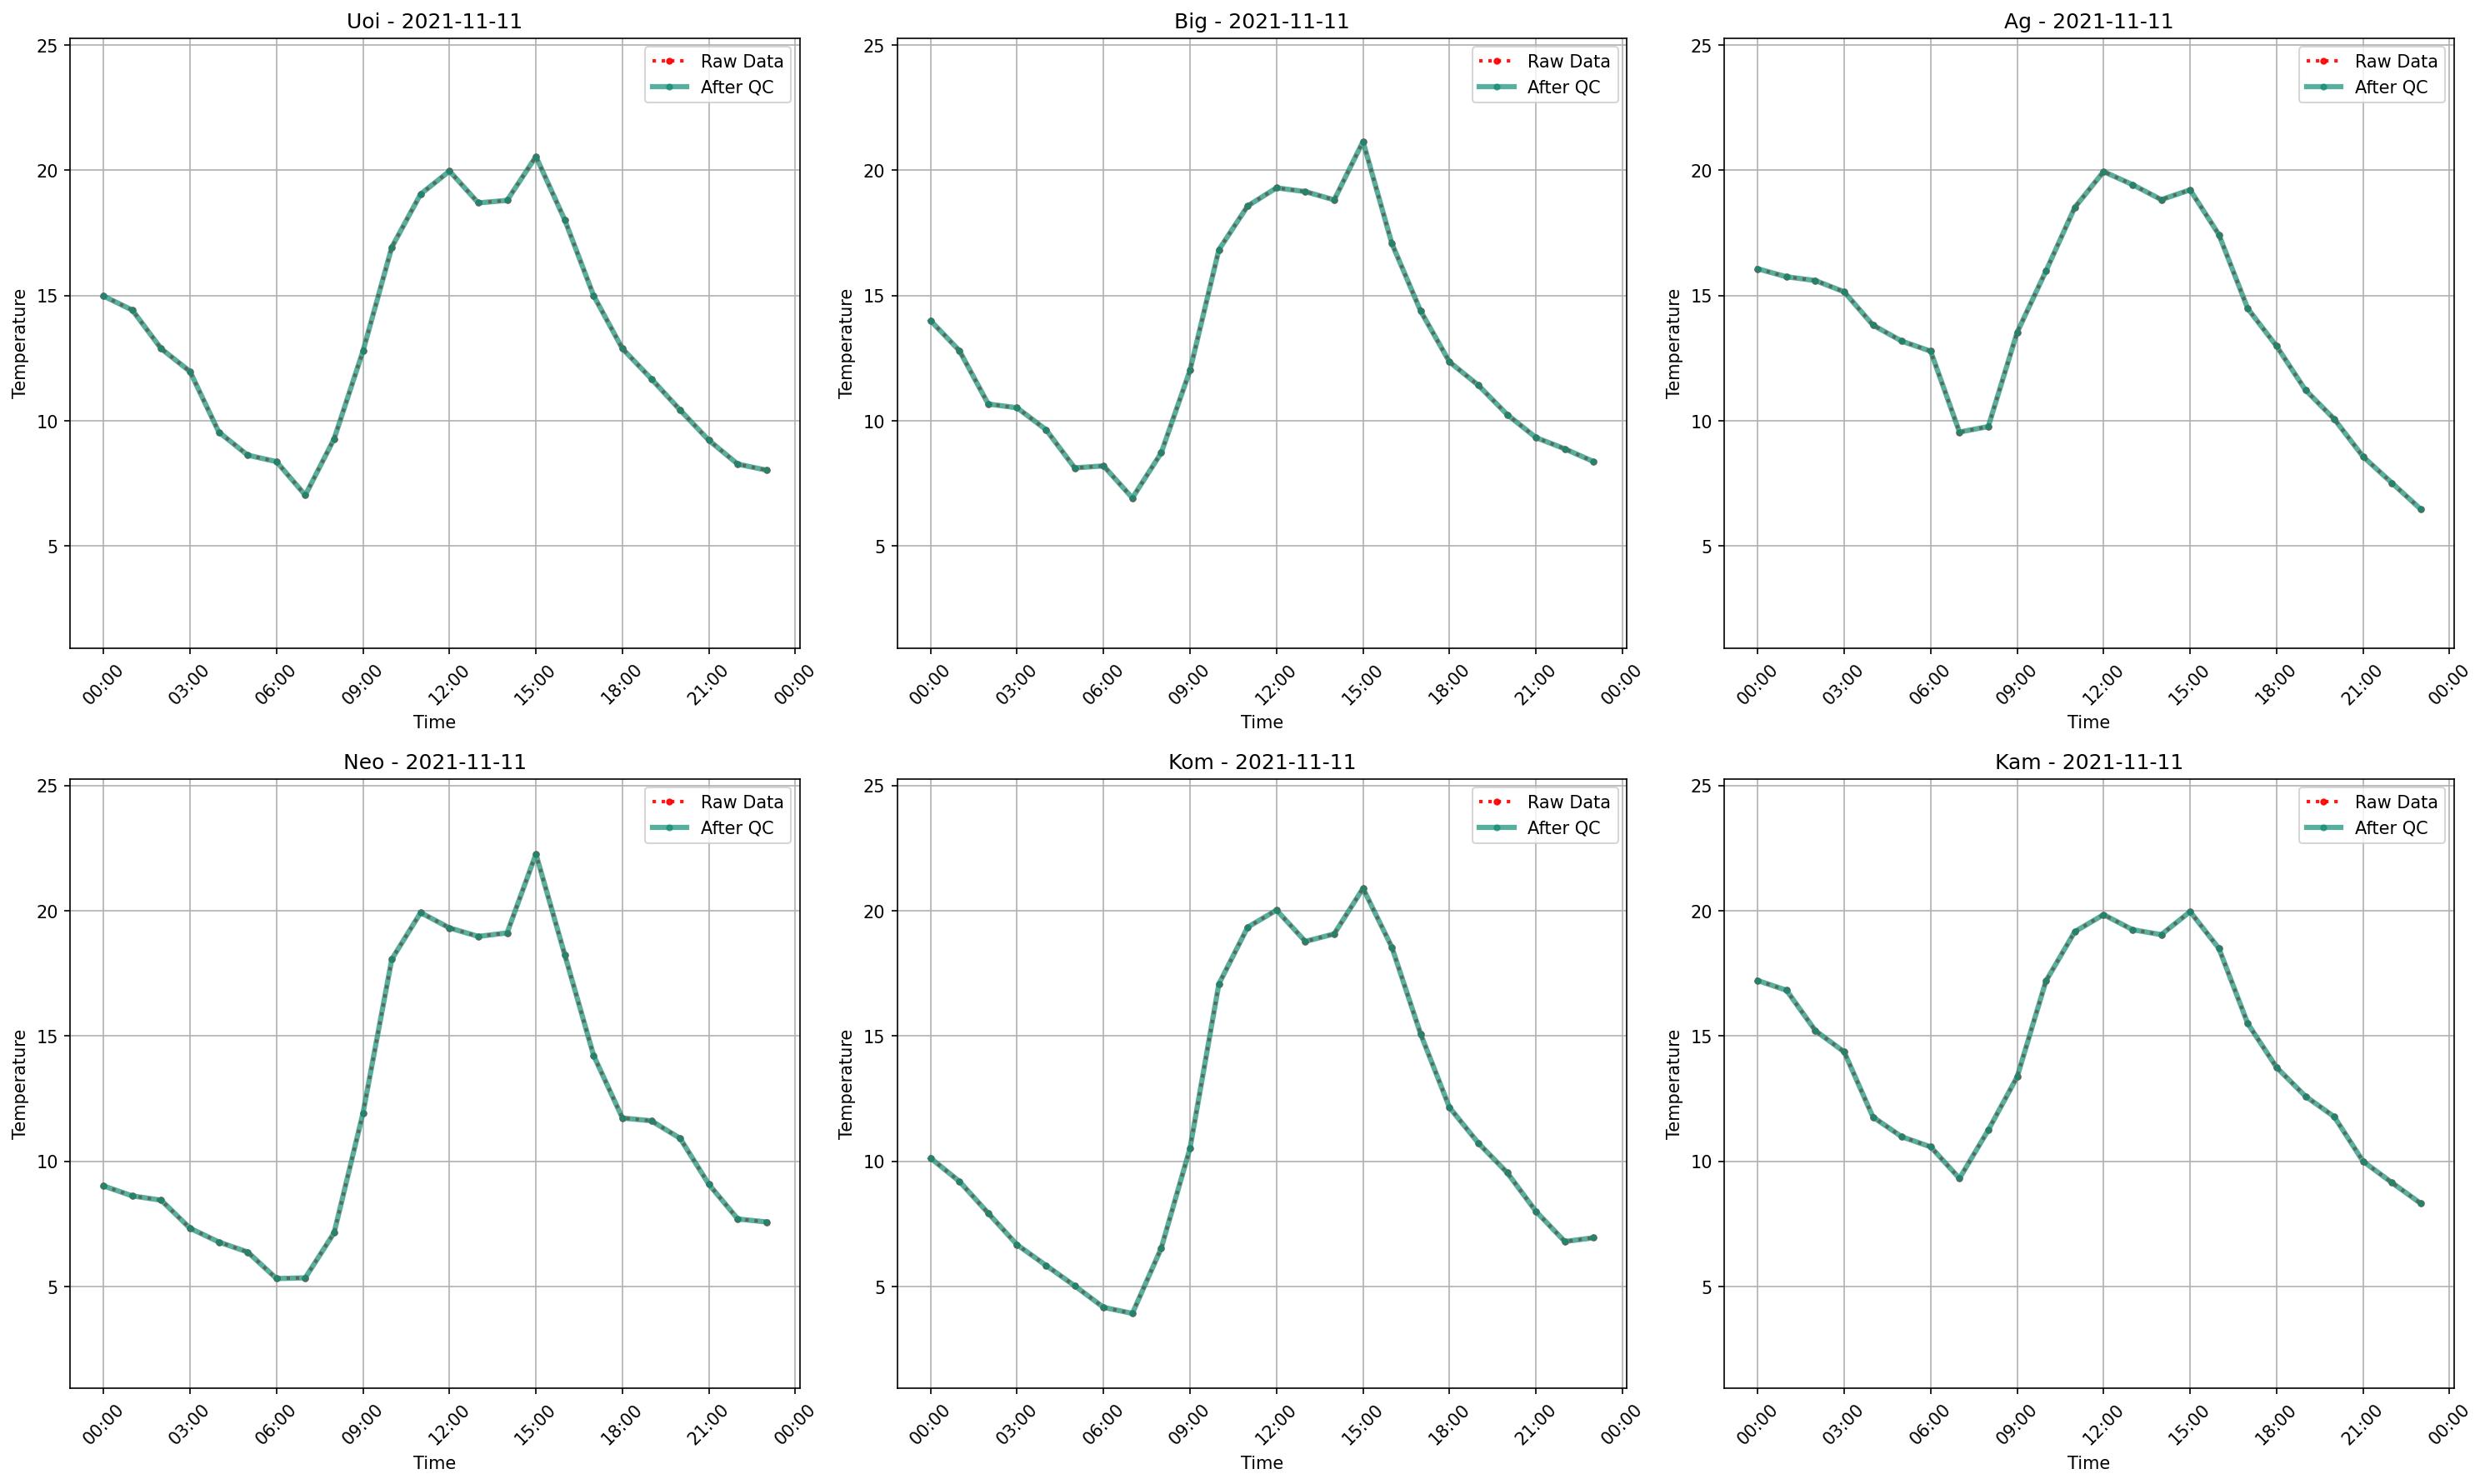 Uoi - 2021-11-11
25
20
15
10
5
Temperature
Raw Data
After QC
00:00
03:00
06:00
09:00
12:00
15:00
18:00
21:00
00:00
Time
Big - 2021-11-11
25
20
15
10
5
Temperature
Raw Data
After QC
00:00
03:00
06:00
09:00
12:00
15:00
18:00
21:00
00:00
Time
Ag - 2021-11-11
25
20
15
10
5
Temperature
Raw Data
After QC
00:00
03:00
06:00
09:00
12:00
15:00
18:00
21:00
00:00
Time
Neo - 2021-11-11
25
20
15
10
5
Temperature
Raw Data
After QC
00:00
03:00
06:00
09:00
12:00
15:00
18:00
21:00
00:00
Time
Kom - 2021-11-11
25
20
15
10
5
Temperature
Raw Data
After QC
00:00
03:00
06:00
09:00
12:00
15:00
18:00
21:00
00:00
Time
Kam - 2021-11-11
25
20
15
10
5
Temperature
Raw Data
After QC
00:00
03:00
06:00
09:00
12:00
15:00
18:00
21:00
00:00
Time